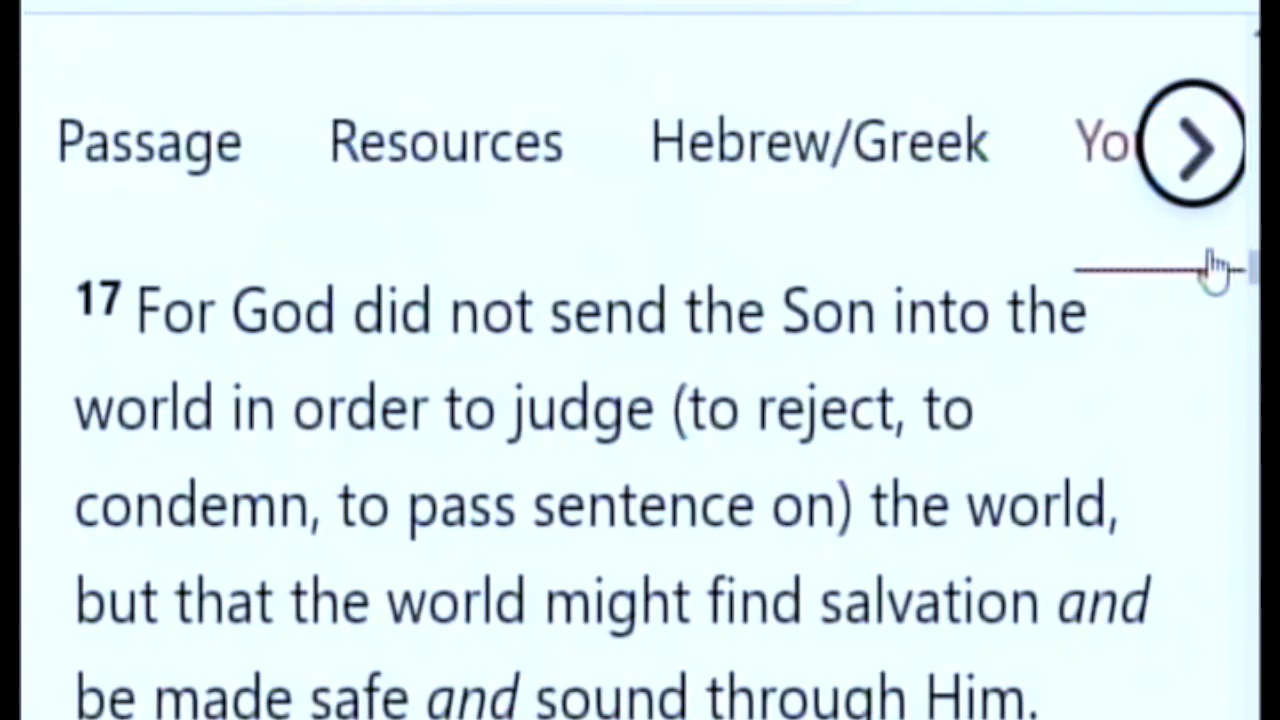 Passage Resources Hebrew/Greek
17 For God did not send the Son into the
world in order to judge (to reject, to
condemn, to pass sentence on) the world,
but that the world might find salvation and
be made safe and sound through Him.